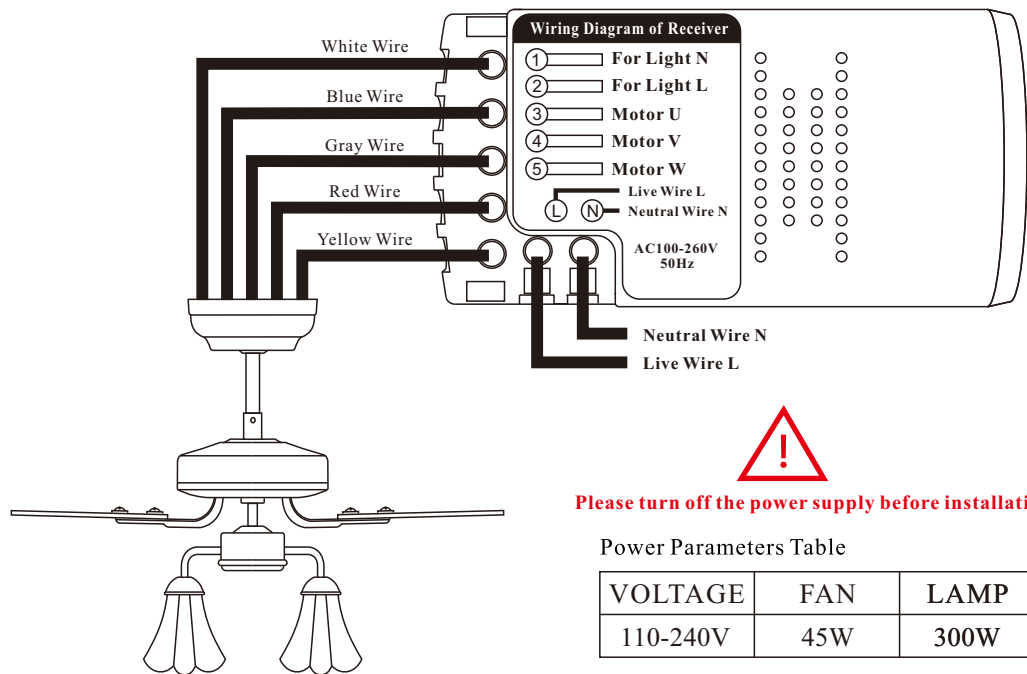 White Wire
Blue Wire
Gray Wire
Red Wire
Yellow Wire
Wiring Diagram of Receiver
1 For Light N
2 For Light L
3 Motor U
4 Motor V
5 Motor W
Live Wire L
L N Neutral Wire N
AC100-260V
50Hz
Neutral Wire N
Live Wire L
!
Please turn off the power supply before installati
Power Parameters Table
VOLTAGE FAN LAMP
110-240V 45W 300W